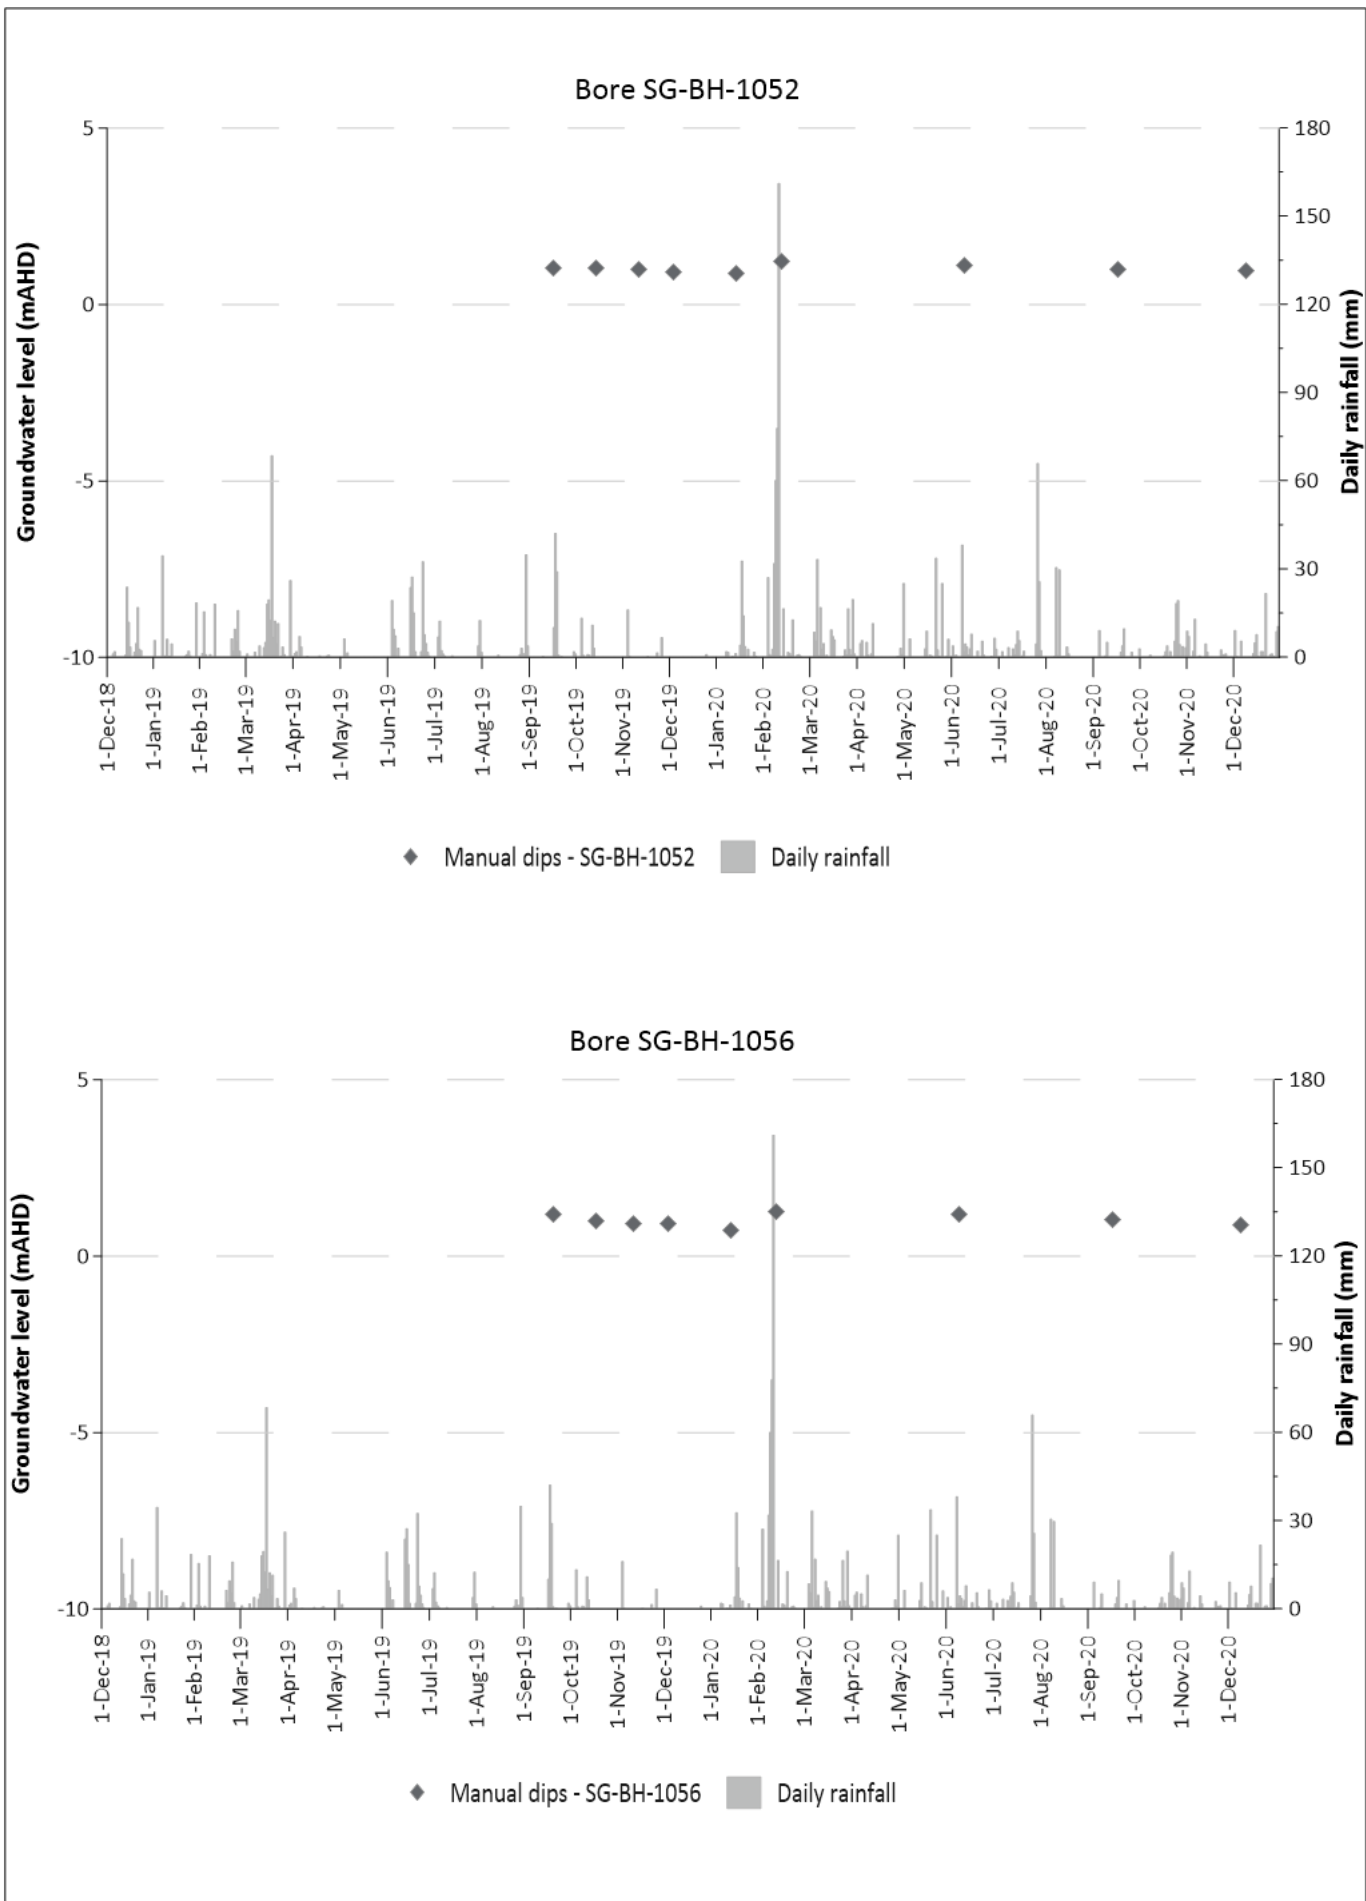 Bore SG-BH-1052
Groundwater level (mAHD)
5
0
-5
-10
180
150
120
90
60
30
0
Daily rainfall (mm)
1-Dec-18
1-Jan-19
1-Feb-19
1-Mar-19
1-Apr-19
1-May-19
1-Jun-19
1-Jul-19
1-Aug-19
1-Sep-19
1-Oct-19
1-Nov-19
1-Dec-19
1-Jan-20
1-Feb-20
1-Mar-20
1-Apr-20
1-May-20
1-Jun-20
1-Jul-20
1-Aug-20
1-Sep-20
1-Oct-20
1-Nov-20
1-Dec-20
Manual dips - SG-BH-1052 Daily rainfall
Bore SG-BH-1056
Groundwater level (mAHD)
5
0
-5
-10
180
150
120
90
60
30
0
Daily rainfall (mm)
1-Dec-18
1-Jan-19
1-Feb-19
1-Mar-19
1-Apr-19
1-May-19
1-Jun-19
1-Jul-19
1-Aug-19
1-Sep-19
1-Oct-19
1-Nov-19
1-Dec-19
1-Jan-20
1-Feb-20
1-Mar-20
1-Apr-20
1-May-20
1-Jun-20
1-Jul-20
1-Aug-20
1-Sep-20
1-Oct-20
1-Nov-20
1-Dec-20
Manual dips - SG-BH-1056 Daily rainfall